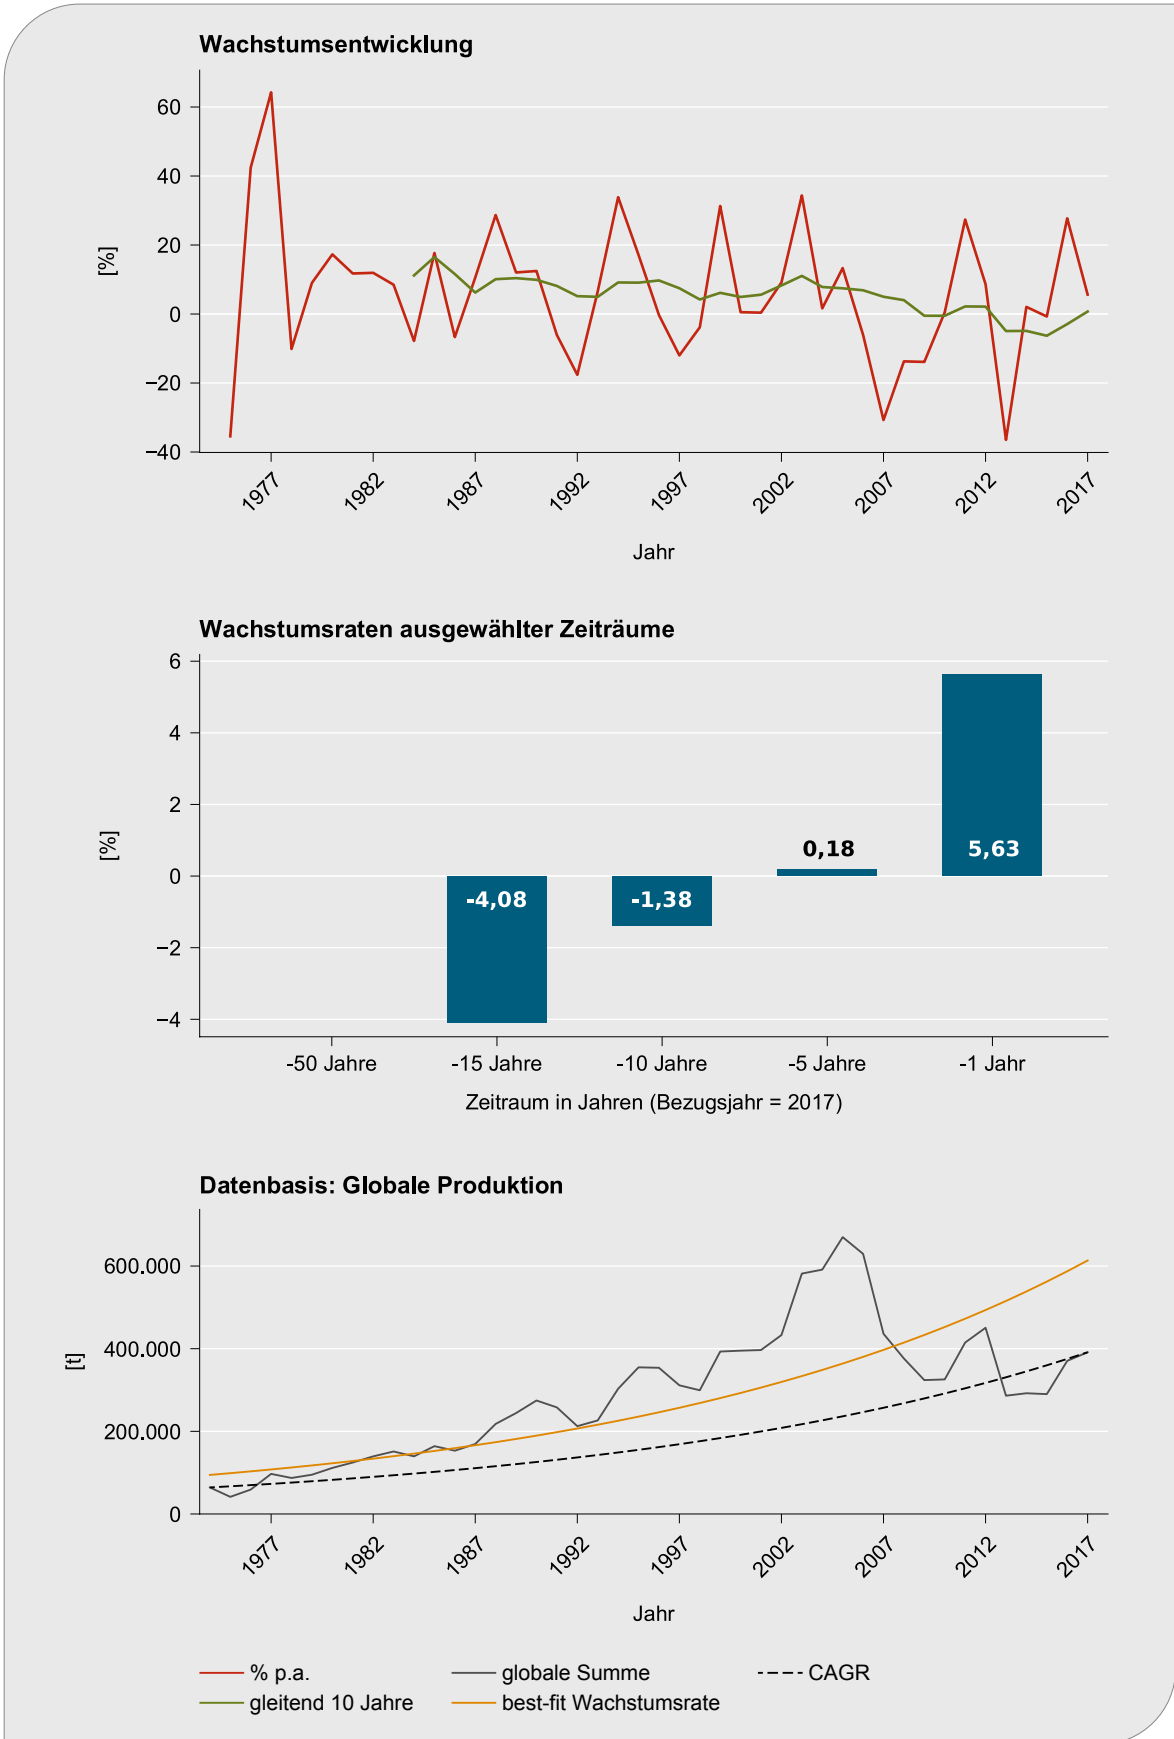 Wachstumsentwicklung
60
40
20
0
−20
−40
[%]
1977
1982
1987
1992
1997
2002
2007
2012
2017
Jahr
Wachstumsraten ausgewählter Zeiträume
6
4
2
0
−2
−4
[%]
-4,08
-1,38
0,18
5,63
-50 Jahre
-15 Jahre
-10 Jahre
-5 Jahre
-1 Jahr
Zeitraum in Jahren (Bezugsjahr = 2017)
Datenbasis: Globale Produktion
600.000
400.000
200.000
0
[t]
1977
1982
1987
1992
1997
2002
2007
2012
2017
Jahr
% p.a.
globale Summe
CAGR
gleitend 10 Jahre
best-fit Wachstumsrate